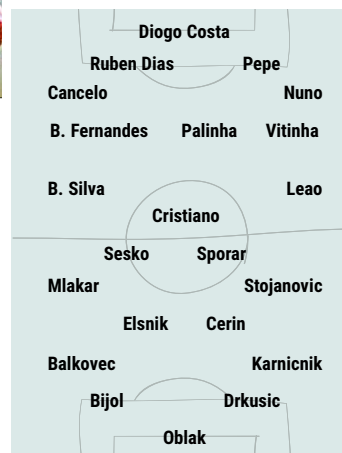 Diogo Costa
Ruben Dias Pepe
Cancelo Nuno
B. Fernandes Palinha Vitinha
B. Silva Leao
Cristiano
Sesko Sporar
Mlakar Stojanovic
Elsnik Cerin
Balkovec Karnicnik
Bijol Drkusic
Oblak